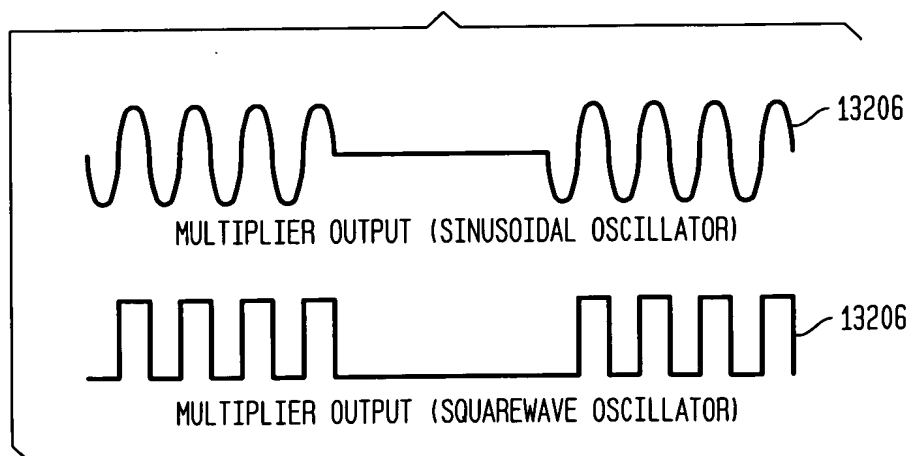 13206
MULTIPLIER OUTPUT (SINUSOIDAL OSCILLATOR)
13206
MULTIPLIER OUTPUT (SQUAREWAVE OSCILLATOR)